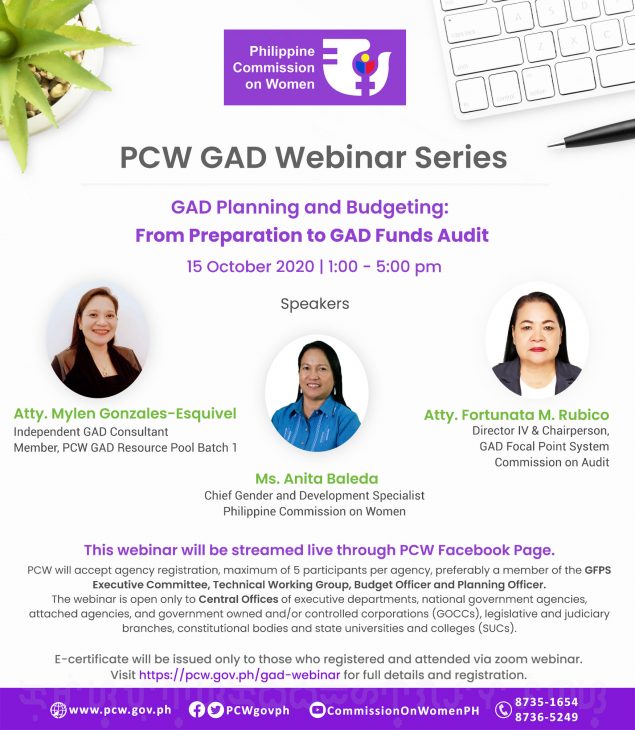 Philippine
Commission
on Women
PCW GAD Webinar Series
GAD Planning and Budgeting:
From Preparation to GAD Funds Audit
15 October 2020 | 1:00 - 5:00 pm
Speakers
Atty. Mylen Gonzales-Esquivel
Independent GAD Consultant
Member, PCW GAD Resource Pool Batch 1
Ms. Anita Baleda
Chief Gender and Development Specialist
Philippine Commission on Women
Atty. Fortunata M. Rubico
Director IV & Chairperson,
GAD Focal Point System
Commission on Audit
This webinar will be streamed live through PCW Facebook Page.
PCW will accept agency registration, maximum of 5 participants per agency, preferably a member of the GFPS
Executive Committee, Technical Working Group, Budget Officer and Planning Officer.
The webinar is open only to Central Offices of executive departments, national government agencies,
attached agencies, and government owned and/or controlled corporations (GOCCs), legislative and judiciary
branches, constitutional bodies and state universities and colleges (SUCs).
E-certificate will be issued only to those who registered and attended via zoom webinar.
Visit https://pcw.gov.ph/gad-webinar for full details and registration.
www.pcw.gov.ph
PCWgovph
CommissionOnWomenPH
8735-1654
8736-5249